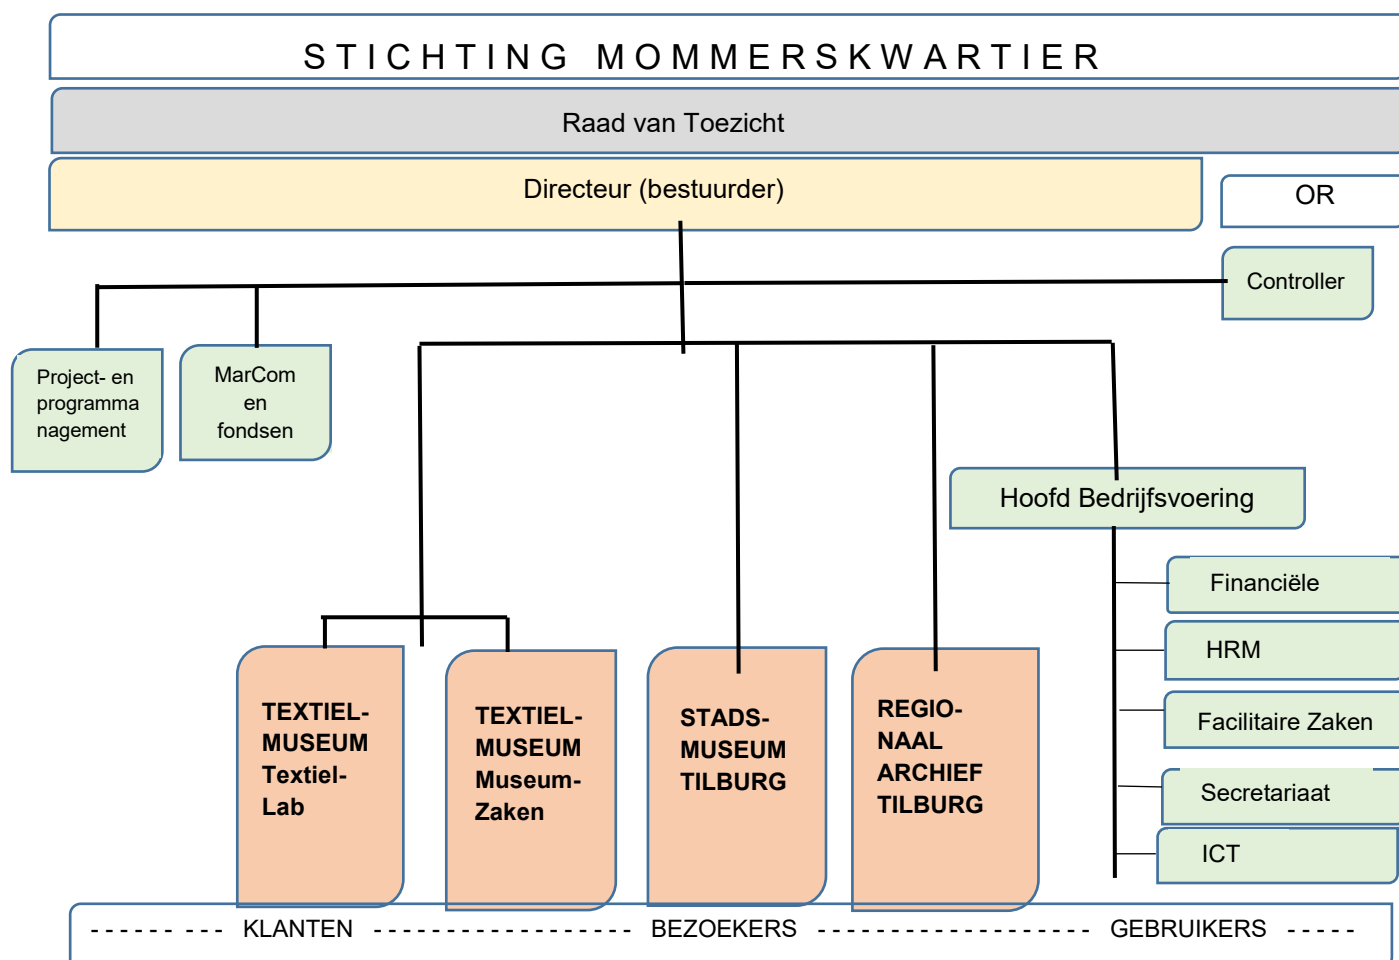 STICHTING MOMMERSKWARTIER
Raad van Toezicht
Directeur (bestuurder)
OR
Controller
Project- en
programma
nagement
MarCom
en
fondsen
Hoofd Bedrijfsvoering
Financiële
HRM
Facilitaire Zaken
Secretariaat
ICT
TEXTIEL-
MUSEUM
Textiel-
Lab
TEXTIEL-
MUSEUM
Museum-
Zaken
STADS-
MUSEUM
TILBURG
REGIO-
NAAL
ARCHIEF
TILBURG
- - - - - - - - - KLANTEN - - - - - - - - - - - - - - - - - - - BEZOEKERS - - - - - - - - - - - - - - - - - - - - GEBRUIKERS - - - - -